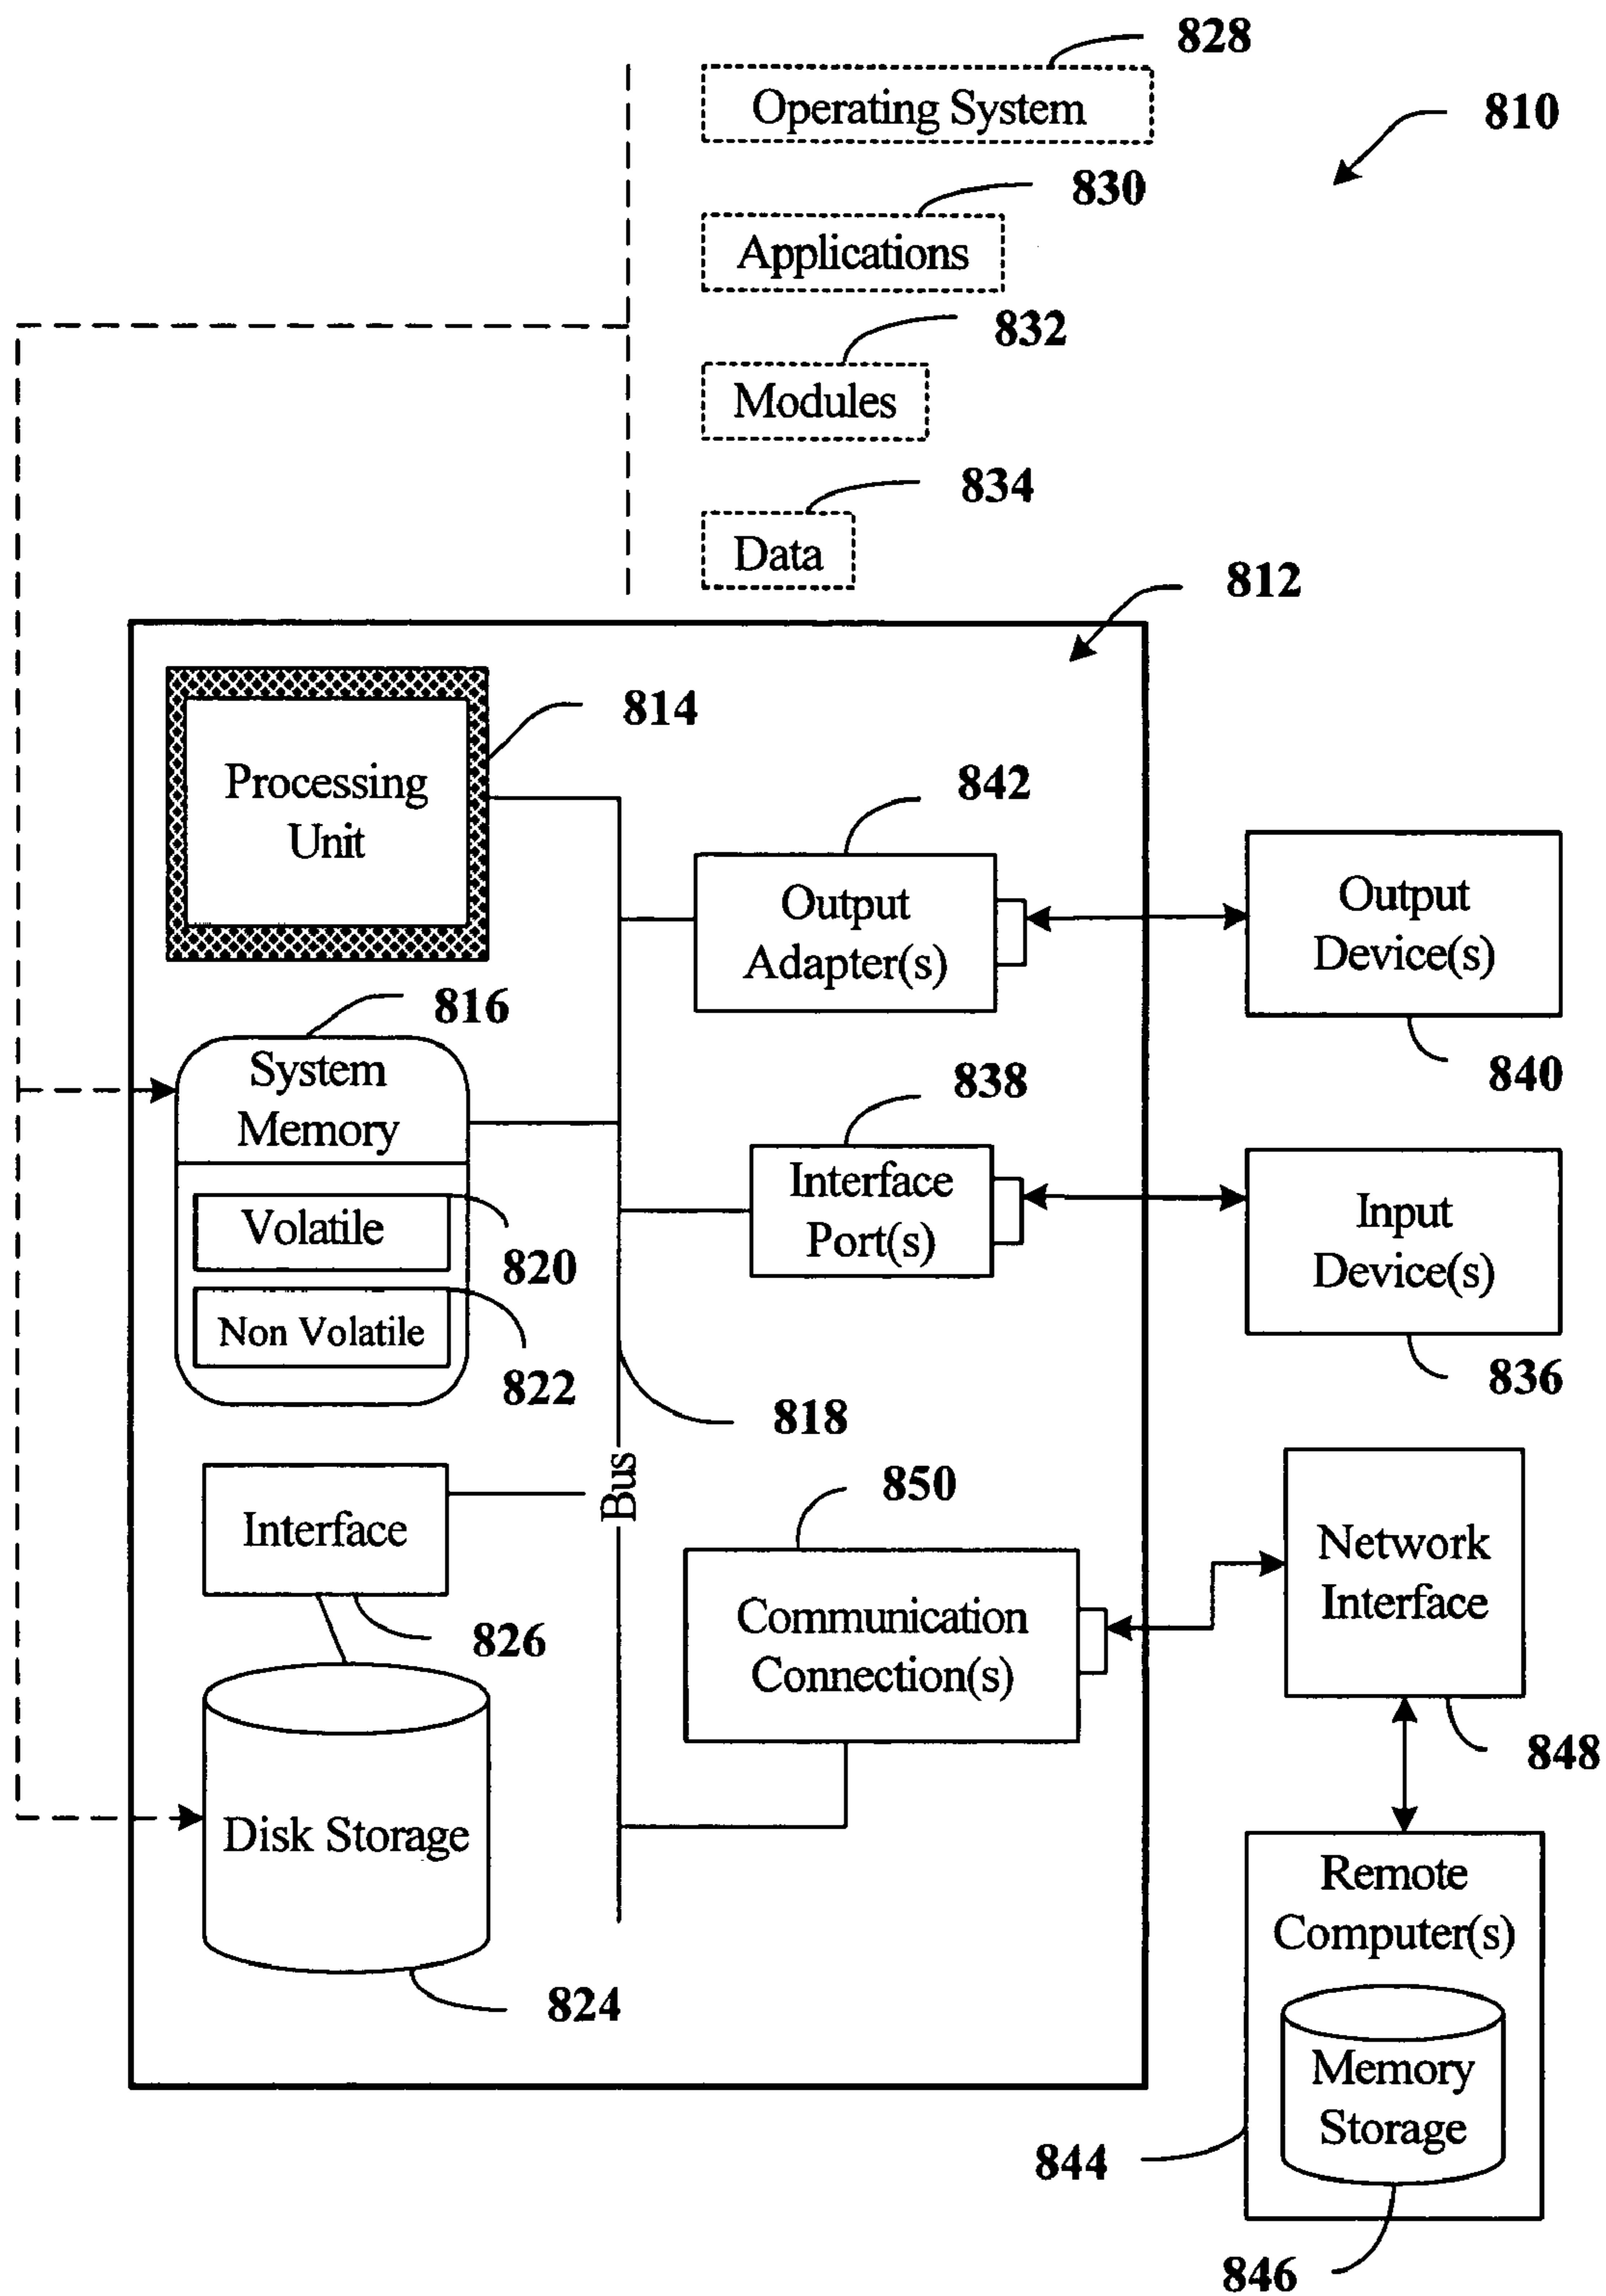 828
Operating System
810
830
Applications
832
Modules
834
Data
812
814
Processing
Unit
842
Output
Adapter(s)
Output
Device(s)
840
816
System
Memory
838
Interface
Port(s)
Input
Device(s)
836
Volatile
820
Non Volatile
822
818
Bus
Interface
826
850
Communication
Connection(s)
Network
Interface
848
Disk Storage
824
Remote
Computer(s)
Memory
Storage
844
846